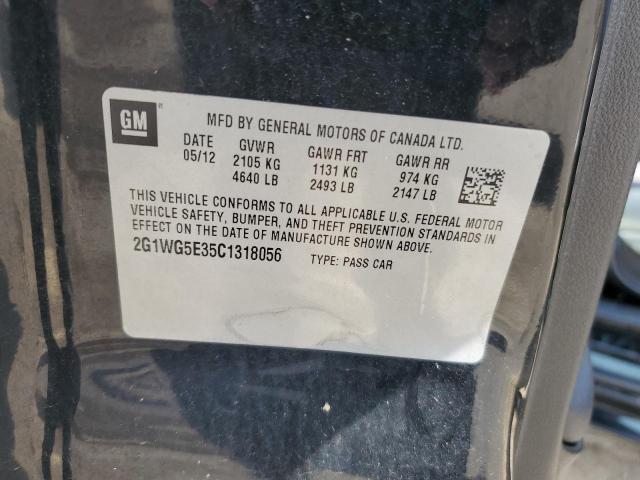 GM
MFD BY GENERAL MOTORS OF CANADA LTD.
DATE GVWR GAWR FRT GAWR RR
05/12 2105 KG 1131 KG 974 KG
4640 LB 2493 LB 2147 LB
THIS VEHICLE CONFORMS TO ALL APPLICABLE U.S. FEDERAL MOTOR
VEHICLE SAFETY, BUMPER, AND THEFT PREVENTION STANDARDS IN
EFFECT ON THE DATE OF MANUFACTURE SHOWN ABOVE.
2G1WG5E35C1318056 TYPE: PASS CAR